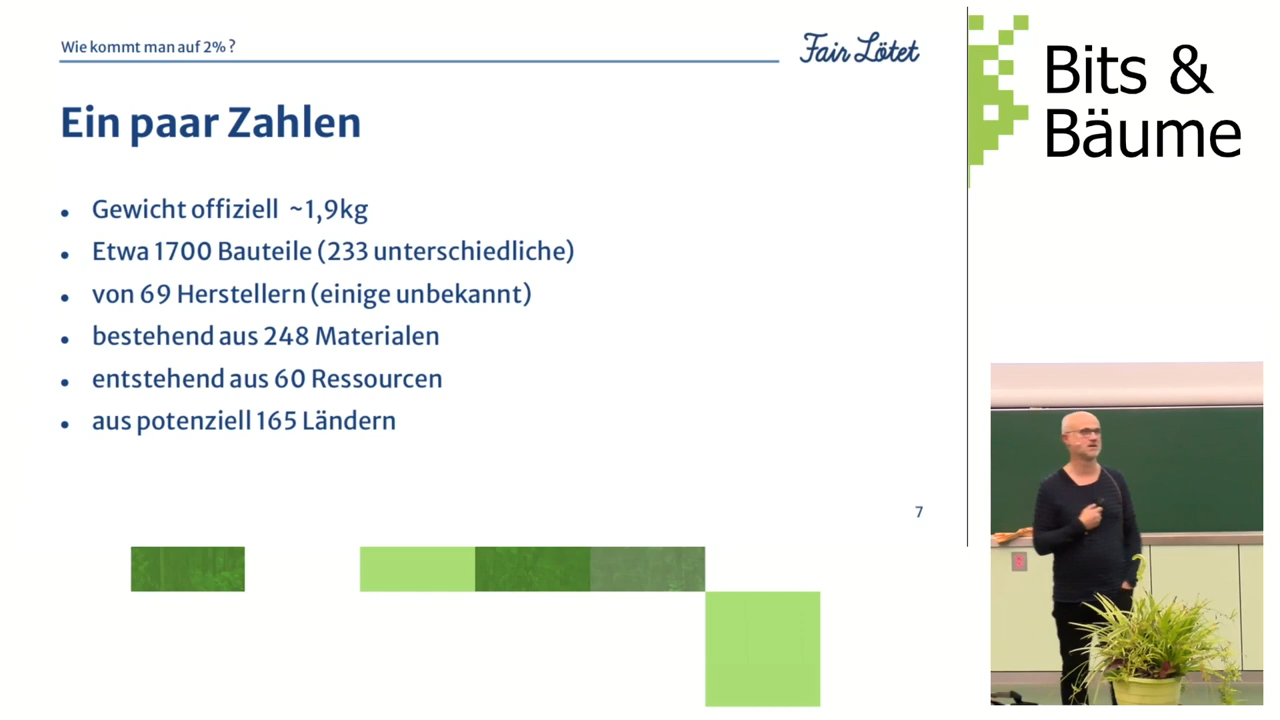 Wie kommt man auf 2% ?
Fair Lötet
Ein paar Zahlen
• Gewicht offiziell ~1,9kg
• Etwa 1700 Bauteile (233 unterschiedliche)
• von 69 Herstellern (einige unbekannt)
• bestehend aus 248 Materialen
• entstehend aus 60 Ressourcen
• aus potenziell 165 Ländern
7
Bits &
Bäume